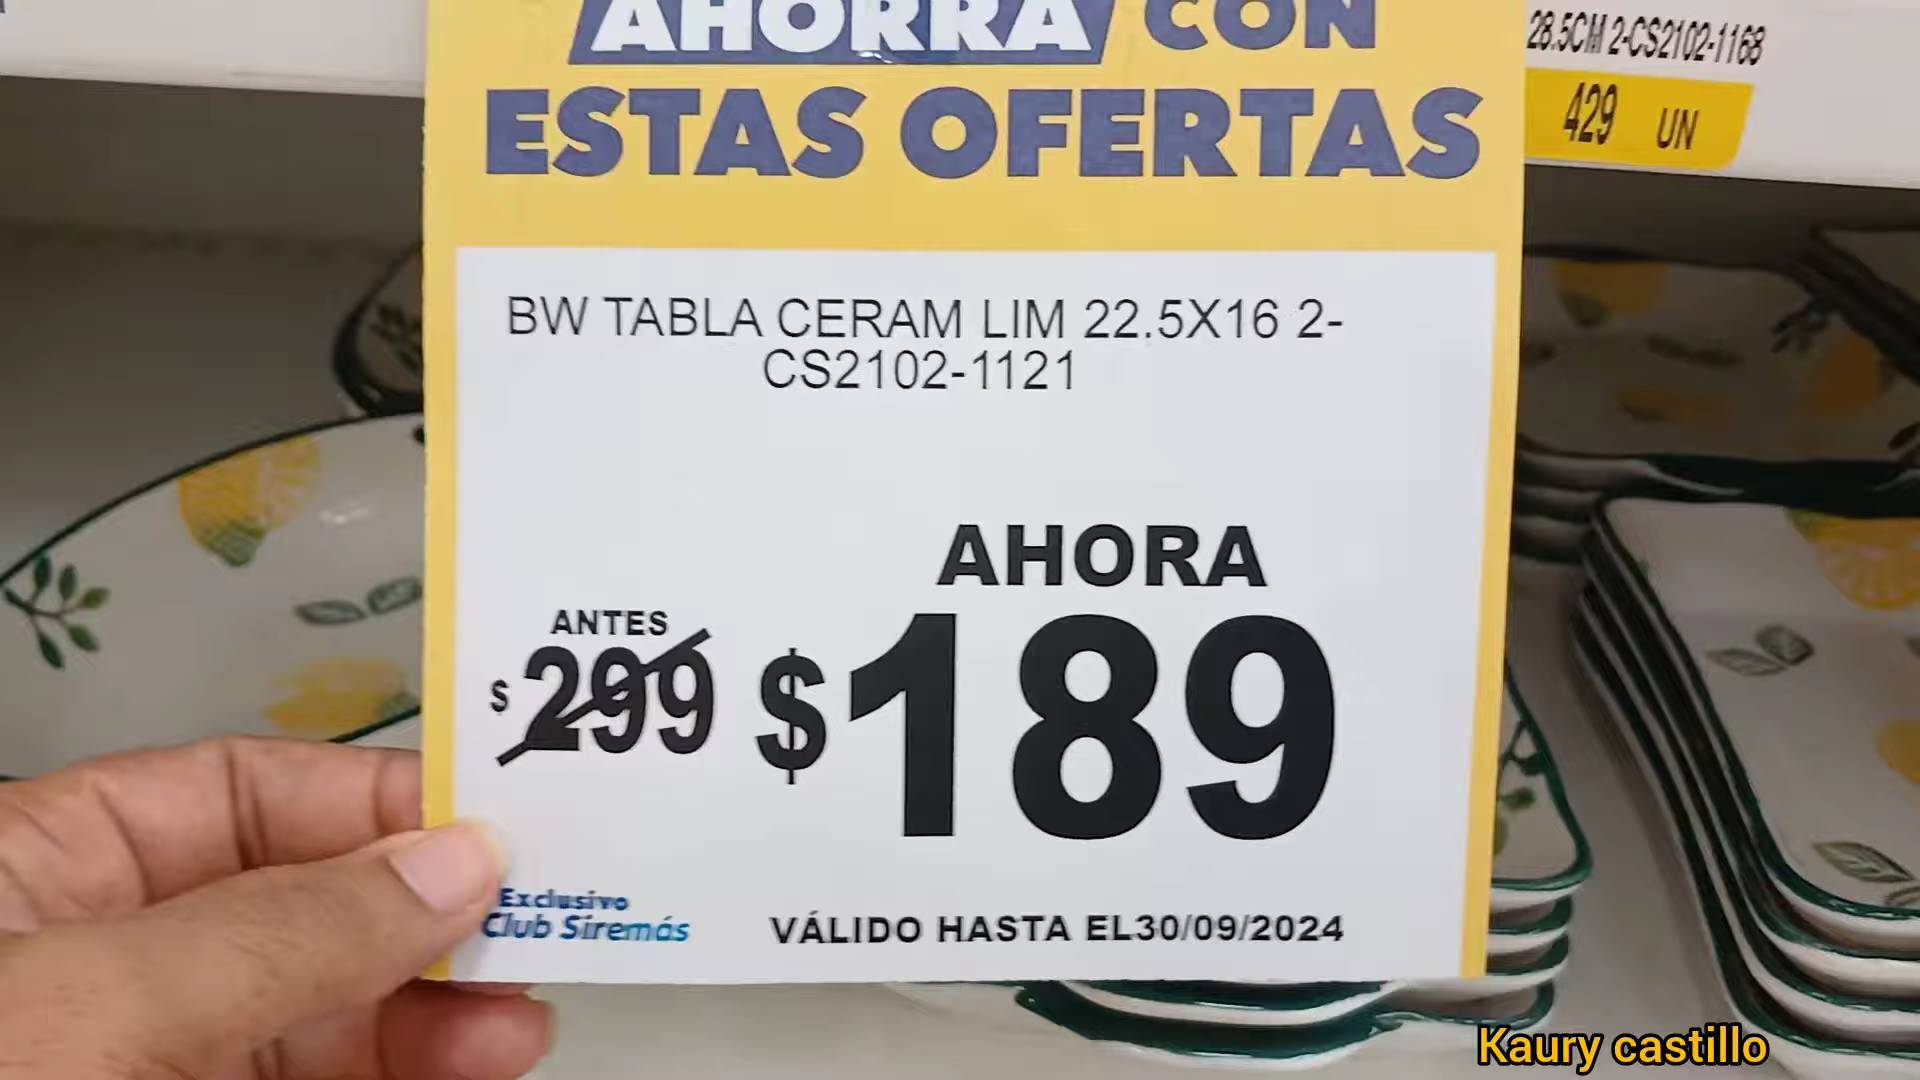 AHORRA CON
ESTAS OFERTAS
28.5CM 2-CS2102-1168
429 UN
BW TABLA CERAM LIM 22.5X16 2-
CS2102-1121
AHORA
ANTES
$ 299 $189
Exclusivo
Club Siremás
VÁLIDO HASTA EL30/09/2024
Kaury castillo